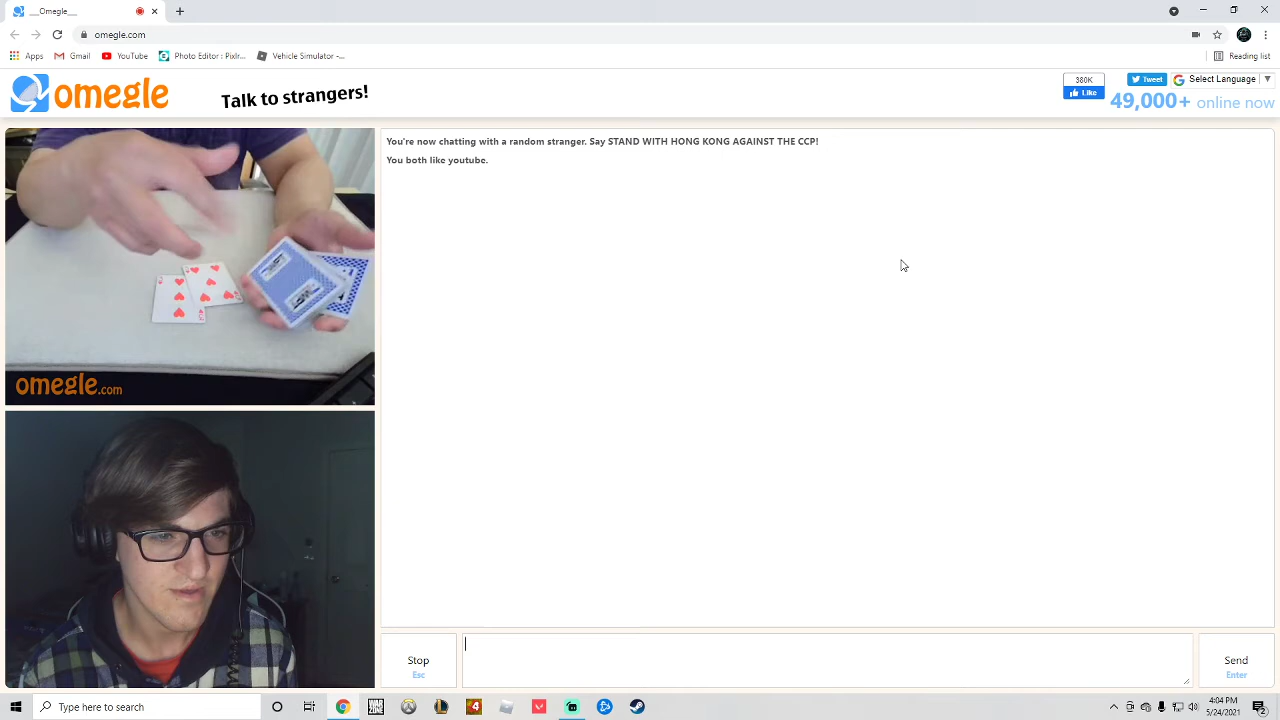 __Omegle__
omegle.com
Apps
Gmail
YouTube
Photo Editor : Pixlr...
Vehicle Simulator -...
Reading list
omegle
Talk to strangers!
380K
Like
Tweet
Select Language
49,000+ online now
You're now chatting with a random stranger. Say STAND WITH HONG KONG AGAINST THE CCP!
You both like youtube.
omegle.com
Stop
Esc
Send
Enter
Type here to search
4:04 PM
5/24/2021